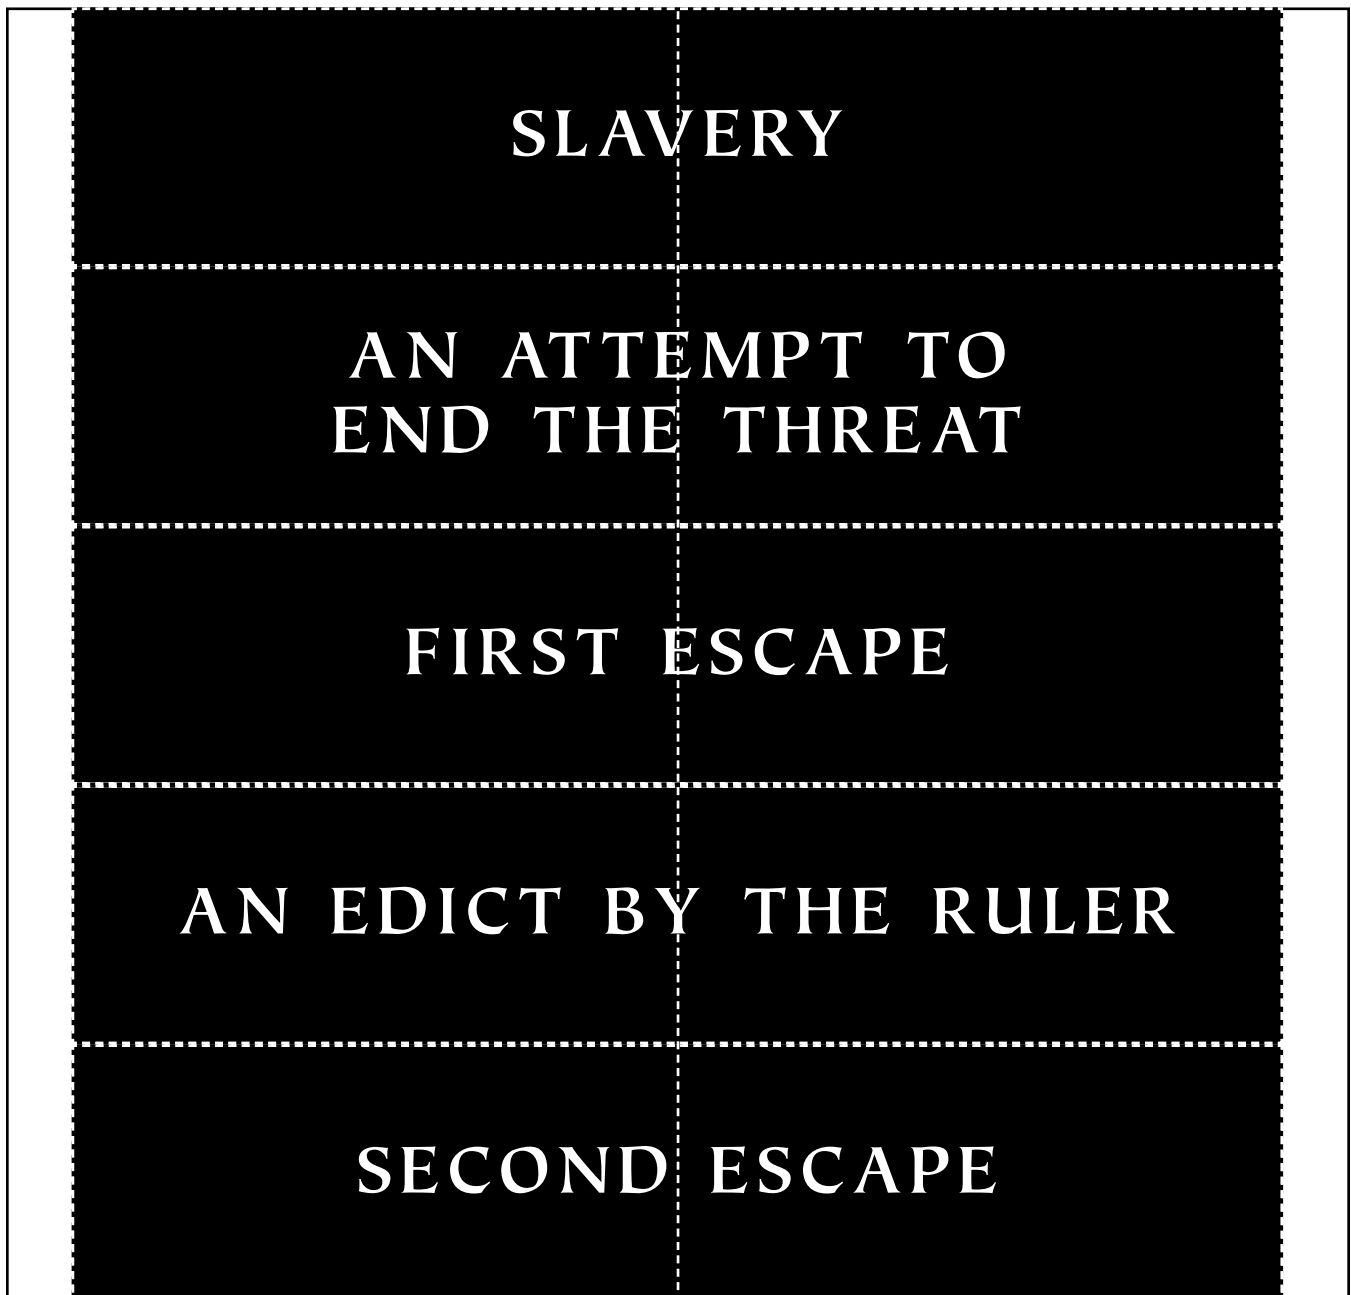 SLAVERY
AN ATTEMPT TO
END THE THREAT
FIRST ESCAPE
AN EDICT BY THE RULER
SECOND ESCAPE